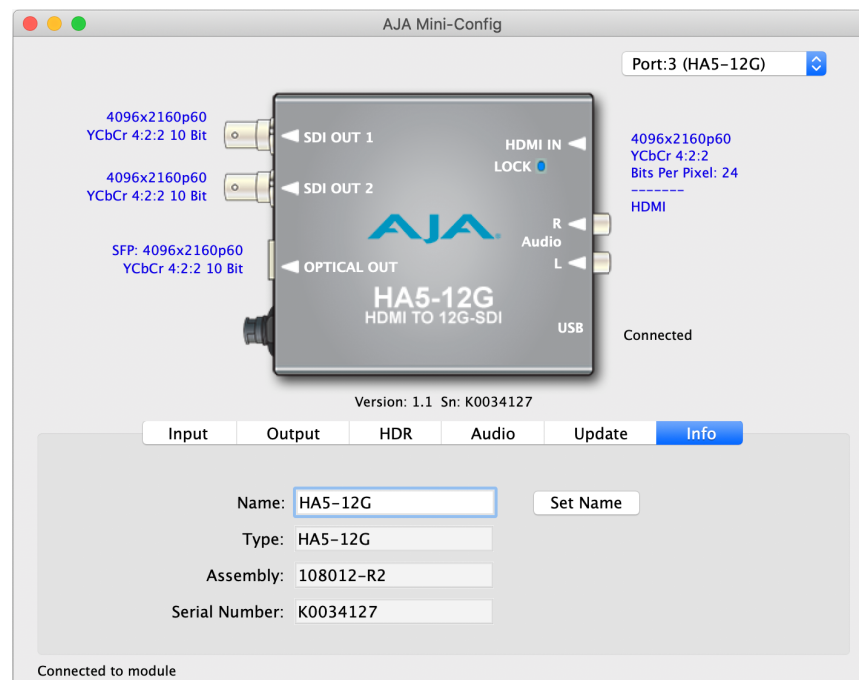 AJA Mini-Config
Port:3 (HA5-12G)
4096x2160p60
YCbCr 4:2:2 10 Bit
4096x2160p60
YCbCr 4:2:2 10 Bit
SFP: 4096x2160p60
YCbCr 4:2:2 10 Bit
SDI OUT 1
SDI OUT 2
OPTICAL OUT
HDMI IN
LOCK
AJA
R
Audio
L
HA5-12G
HDMI TO 12G-SDI
USB
4096x2160p60
YCbCr 4:2:2
Bits Per Pixel: 24
-------
HDMI
Connected
Version: 1.1 Sn: K0034127
Input Output HDR Audio Update Info
Name: HA5-12G Set Name
Type: HA5-12G
Assembly: 108012-R2
Serial Number: K0034127
Connected to module